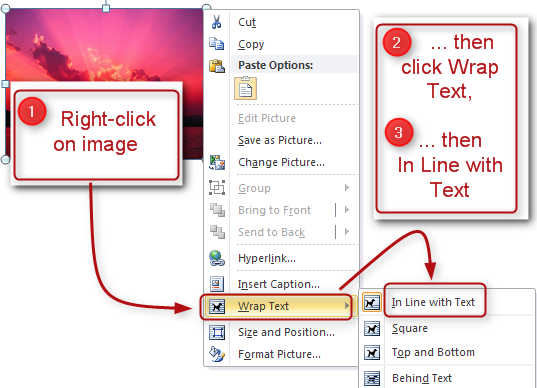 1 Right-click
on image
2 ... then
click Wrap
Text,
3 ... then
In Line with
Text
Cut
Copy
Paste Options:
Edit Picture
Save as Picture...
Change Picture...
Group
Bring to Front
Send to Back
Hyperlink...
Insert Caption...
Wrap Text
Size and Position...
Format Picture...
In Line with Text
Square
Top and Bottom
Behind Text